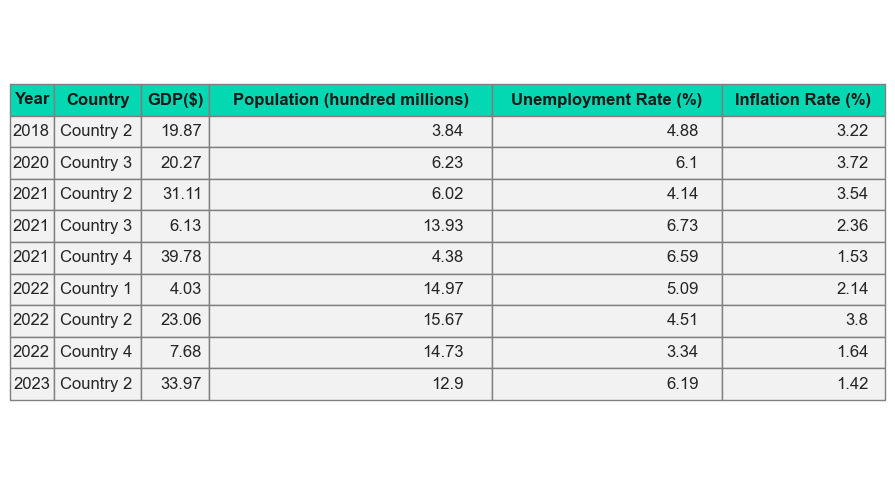 Year Country GDP($) Population (hundred millions) Unemployment Rate (%) Inflation Rate (%)
2018 Country 2 19.87 3.84 4.88 3.22
2020 Country 3 20.27 6.23 6.1 3.72
2021 Country 2 31.11 6.02 4.14 3.54
2021 Country 3 6.13 13.93 6.73 2.36
2021 Country 4 39.78 4.38 6.59 1.53
2022 Country 1 4.03 14.97 5.09 2.14
2022 Country 2 23.06 15.67 4.51 3.8
2022 Country 4 7.68 14.73 3.34 1.64
2023 Country 2 33.97 12.9 6.19 1.42